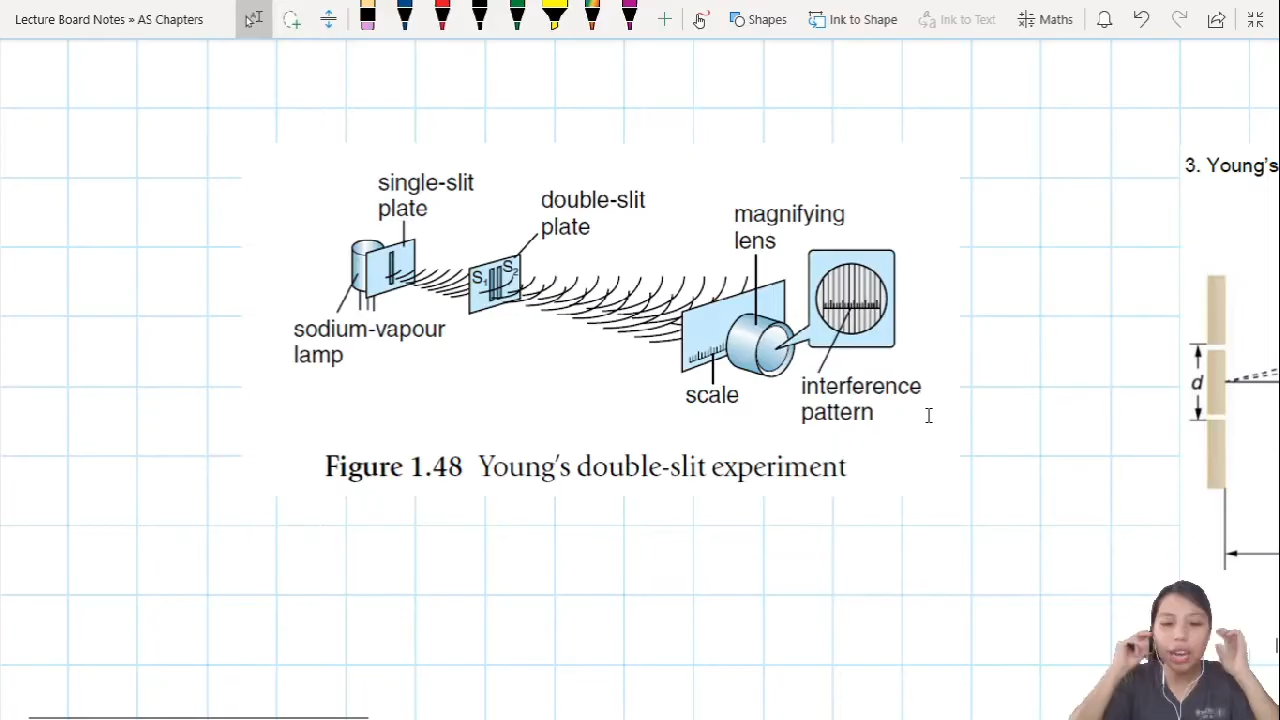 Lecture Board Notes » AS Chapters
Shapes
Ink to Shape
Ink to Text
Maths
single-slit
plate
double-slit
plate
magnifying
lens
3. Young's
S1
S2
sodium-vapour
lamp
scale
interference
pattern
d
Figure 1.48 Young's double-slit experiment